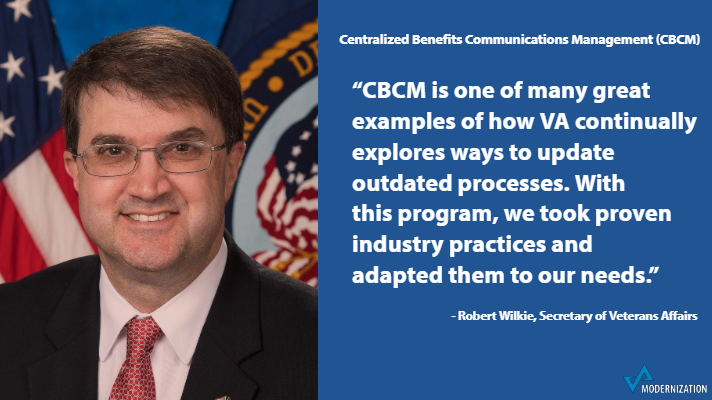 Centralized Benefits Communications Management (CBCM)
“CBCM is one of many great
examples of how VA continually
explores ways to update
outdated processes. With
this program, we took proven
industry practices and
adapted them to our needs.”
- Robert Wilkie, Secretary of Veterans Affairs
VA
MODERNIZATION